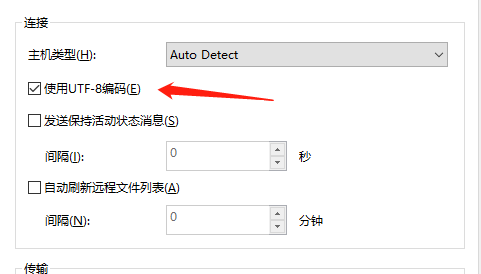 连接
主机类型(H): Auto Detect
使用UTF-8编码(E)
发送保持活动状态消息(S)
间隔(I): 0 秒
自动刷新远程文件列表(A)
间隔(N): 0 分钟
传输